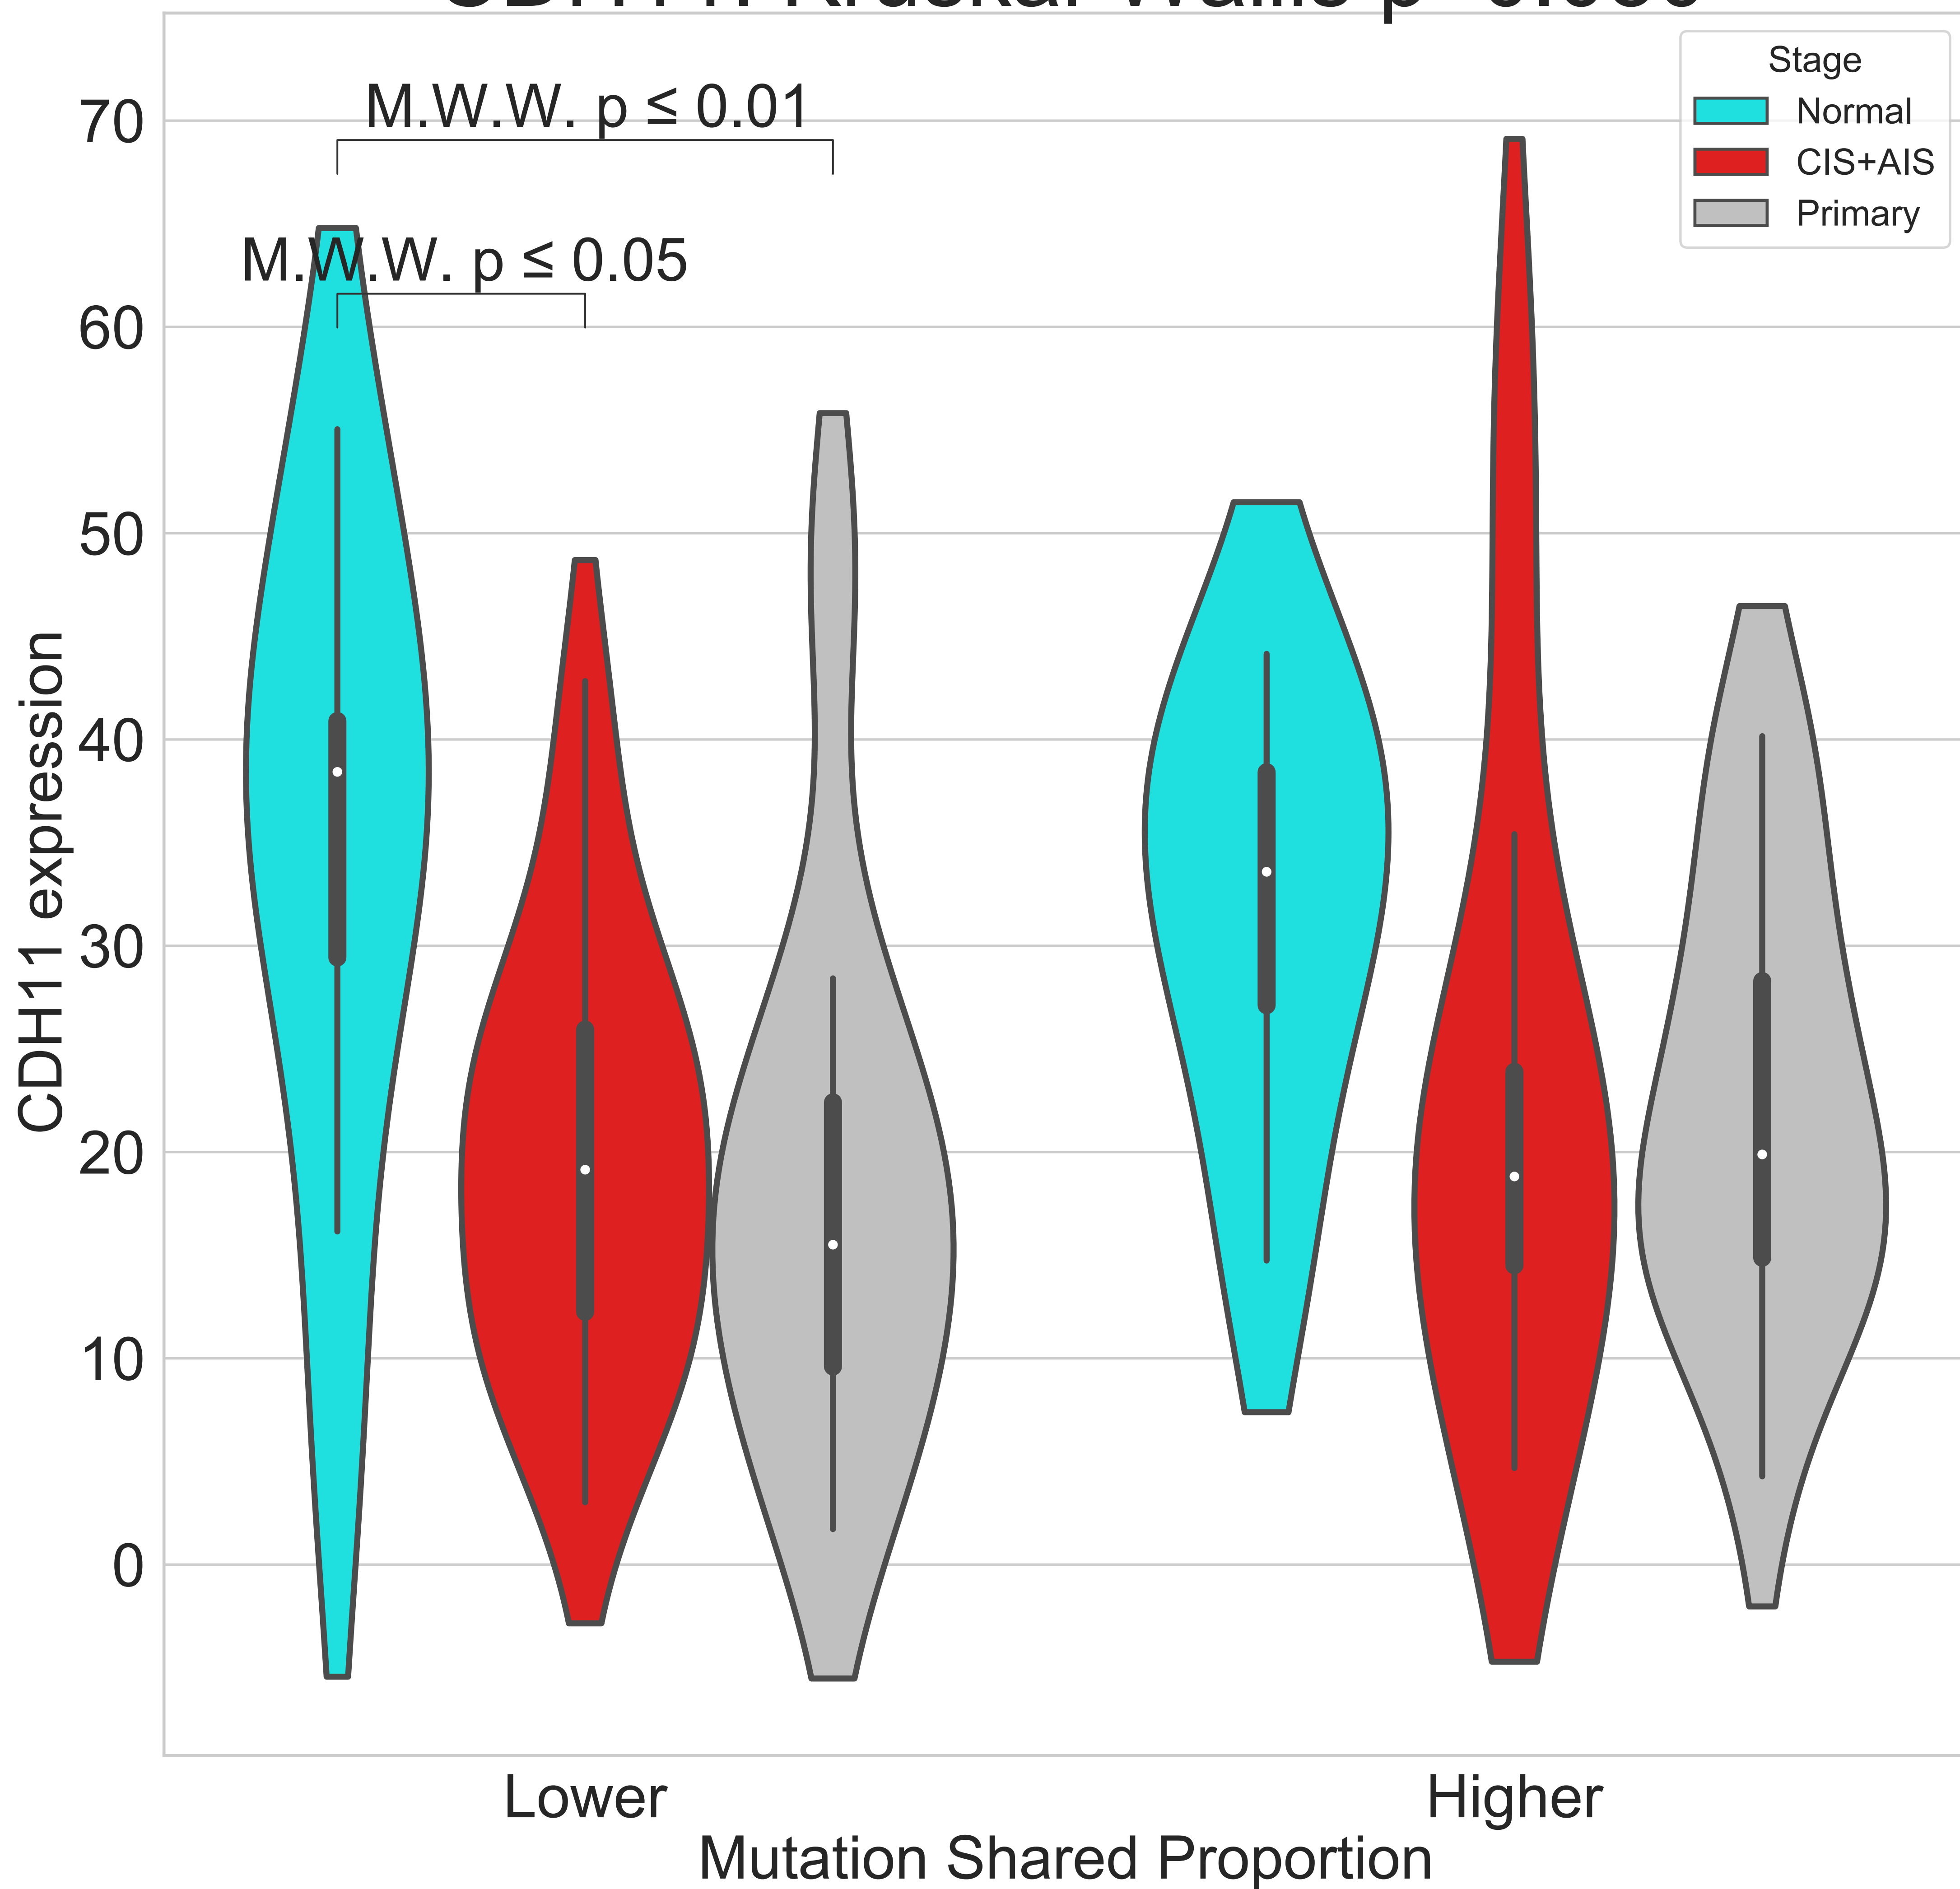 Stage
Normal
CIS+AIS
Primary
M.W.W. p ≤ 0.01
M.W.W. p ≤ 0.05
70
60
50
40
30
20
10
0
CDH11 expression
Lower
Higher
Mutation Shared Proportion